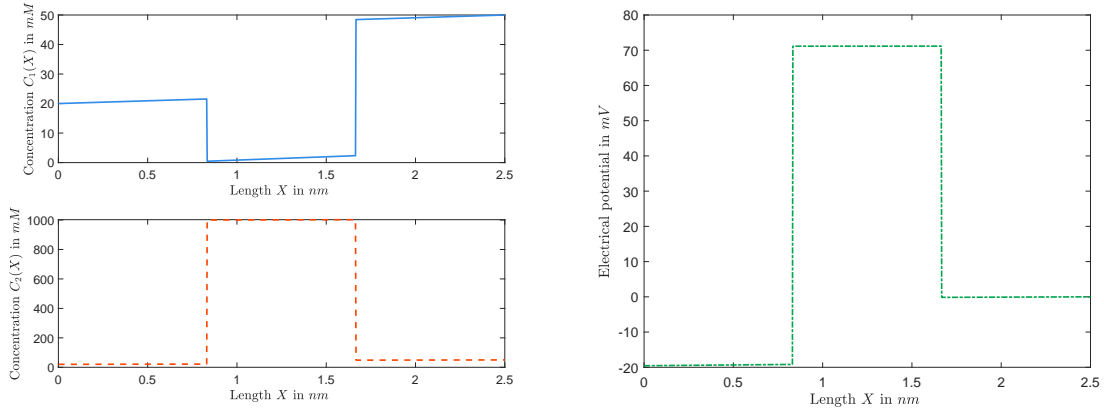 Concentration C₁(X) in mM
50
40
30
20
10
0
0 0.5 1 1.5 2 2.5
Length X in nm
Concentration C₂(X) in mM
1000
800
600
400
200
0
0 0.5 1 1.5 2 2.5
Length X in nm
Electrical potential in mV
80
70
60
50
40
30
20
10
0
-10
-20
0 0.5 1 1.5 2 2.5
Length X in nm